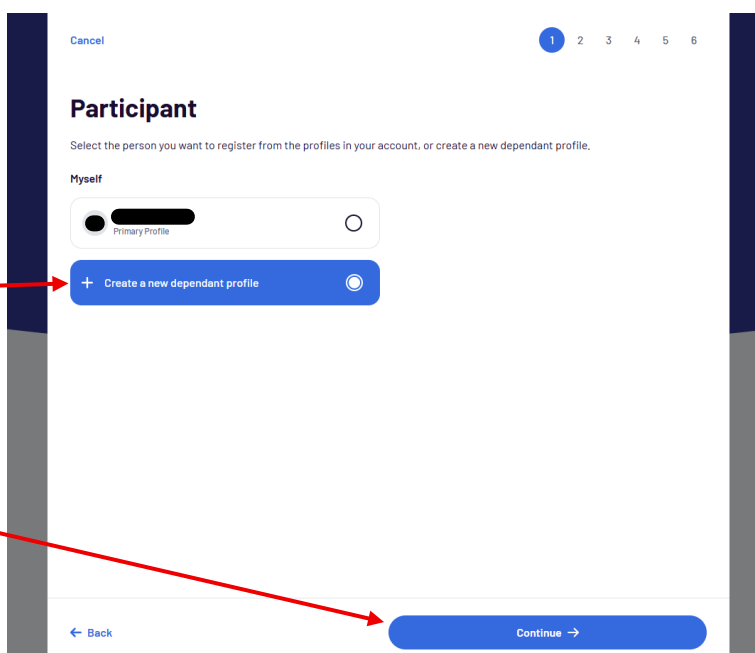 Cancel
1 2 3 4 5 6
Participant
Select the person you want to register from the profiles in your account, or create a new dependant profile.
Myself
Primary Profile
+ Create a new dependant profile
← Back
Continue →